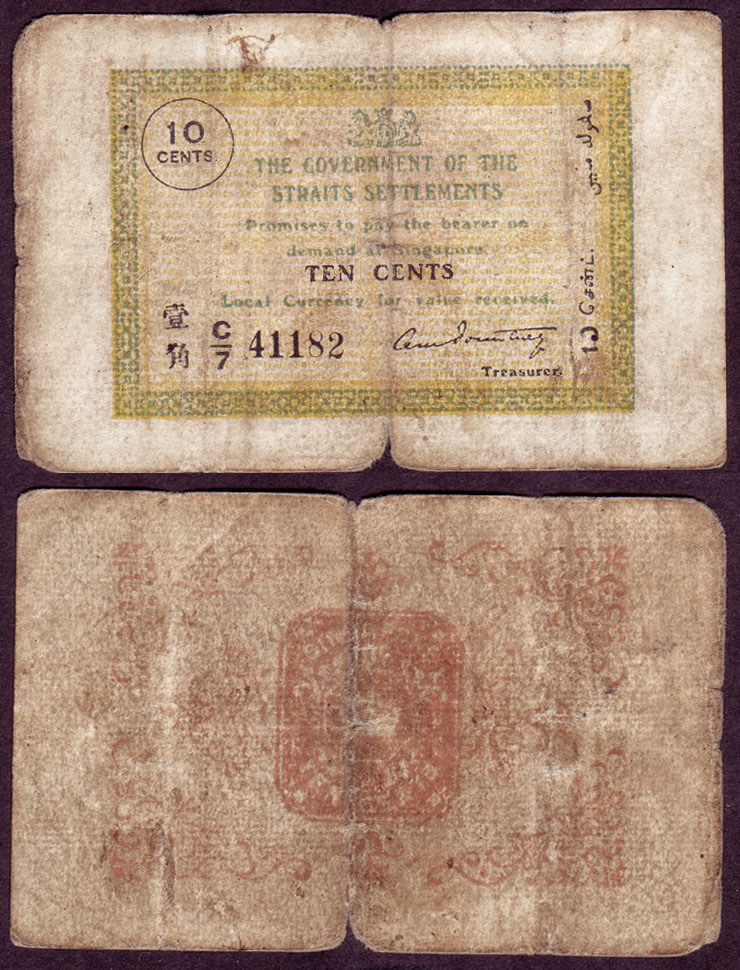 10
CENTS
THE GOVERNMENT OF THE
STRAITS SETTLEMENTS
Promises to pay the bearer on
demand at Singapore
TEN CENTS
Local Currency for value received.
壹
角
C/7 41182
Treasurer.
10 சென்ட்.